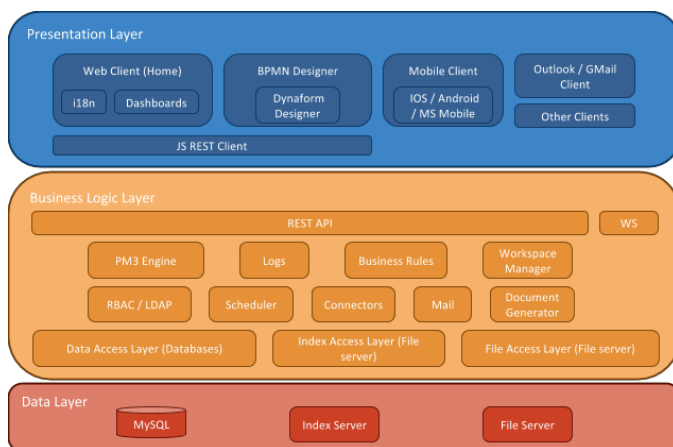 Presentation Layer
Web Client (Home)
BPMN Designer
Mobile Client
Outlook / GMail
Client
i18n
Dashboards
Dynaform
Designer
IOS / Android
/ MS Mobile
Other Clients
JS REST Client
Business Logic Layer
REST API
WS
PM3 Engine
Logs
Business Rules
Workspace
Manager
RBAC / LDAP
Scheduler
Connectors
Mail
Document
Generator
Data Access Layer (Databases)
Index Access Layer (File
server)
File Access Layer (File server)
Data Layer
MySQL
Index Server
File Server